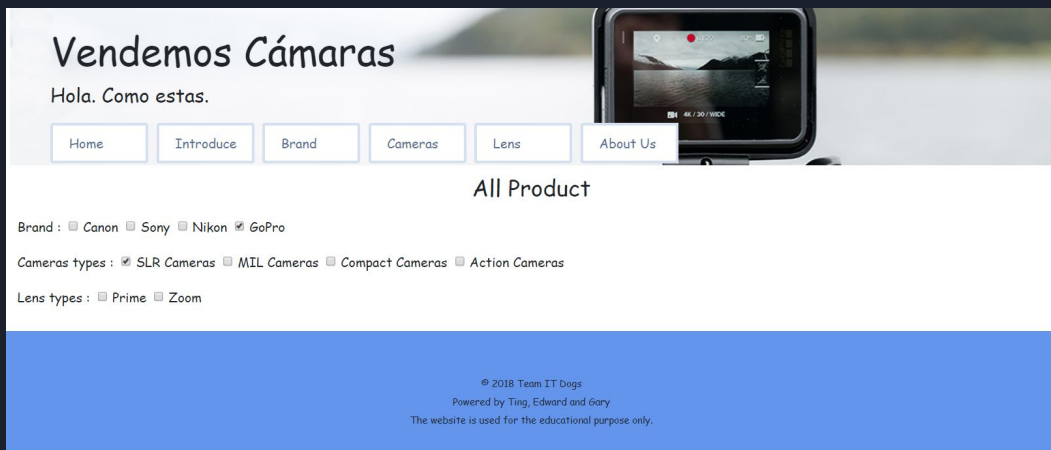 Vendemos Cámaras
Hola. Como estas.
4K / 30 / WIDE
Home Introduce Brand Cameras Lens About Us
All Product
Brand : Canon Sony Nikon GoPro
Cameras types : SLR Cameras MIL Cameras Compact Cameras Action Cameras
Lens types : Prime Zoom
© 2018 Team IT Dogs
Powered by Ting, Edward and Gary
The website is used for the educational purpose only.